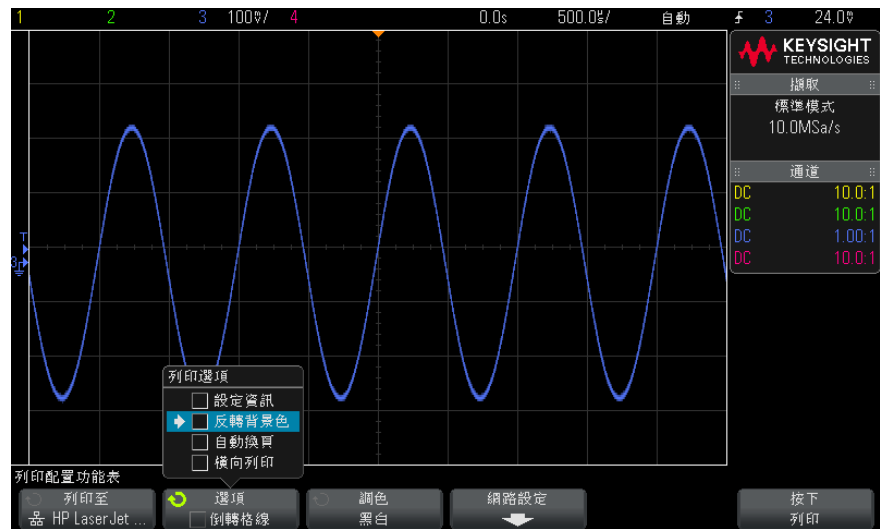 1 2 3 100mV/ 4 0.0s 500.0us/ 自動 3 24.0V
KEYSIGHT
TECHNOLOGIES
擷取
標準模式
10.0MSa/s
通道
DC 10.0:1
DC 10.0:1
DC 1.00:1
DC 10.0:1
T
3
列印選項
設定資訊
反轉背景色
自動換頁
橫向列印
列印配置功能表
列印至
HP LaserJet ...
選項
倒轉格線
調色
黑白
網路設定
按下
列印